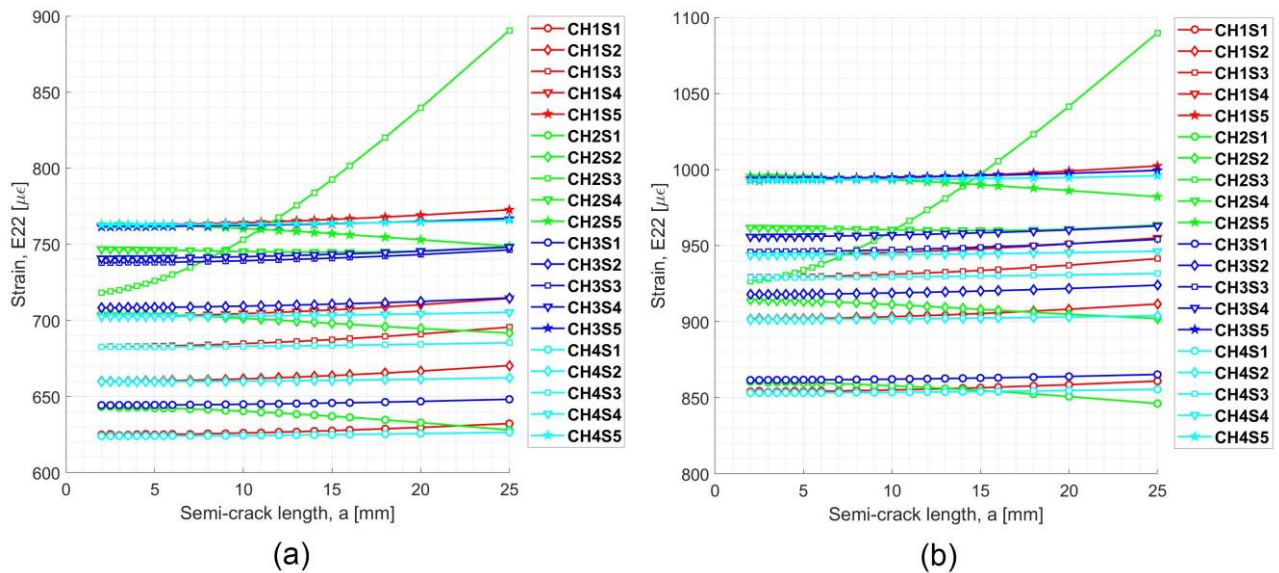 900
850
800
750
700
650
600
Strain, E22 [με]
0 5 10 15 20 25
Semi-crack length, a [mm]
CH1S1
CH1S2
CH1S3
CH1S4
CH1S5
CH2S1
CH2S2
CH2S3
CH2S4
CH2S5
CH3S1
CH3S2
CH3S3
CH3S4
CH3S5
CH4S1
CH4S2
CH4S3
CH4S4
CH4S5
(a)
1100
1050
1000
950
900
850
800
Strain, E22 [με]
0 5 10 15 20 25
Semi-crack length, a [mm]
CH1S1
CH1S2
CH1S3
CH1S4
CH1S5
CH2S1
CH2S2
CH2S3
CH2S4
CH2S5
CH3S1
CH3S2
CH3S3
CH3S4
CH3S5
CH4S1
CH4S2
CH4S3
CH4S4
CH4S5
(b)